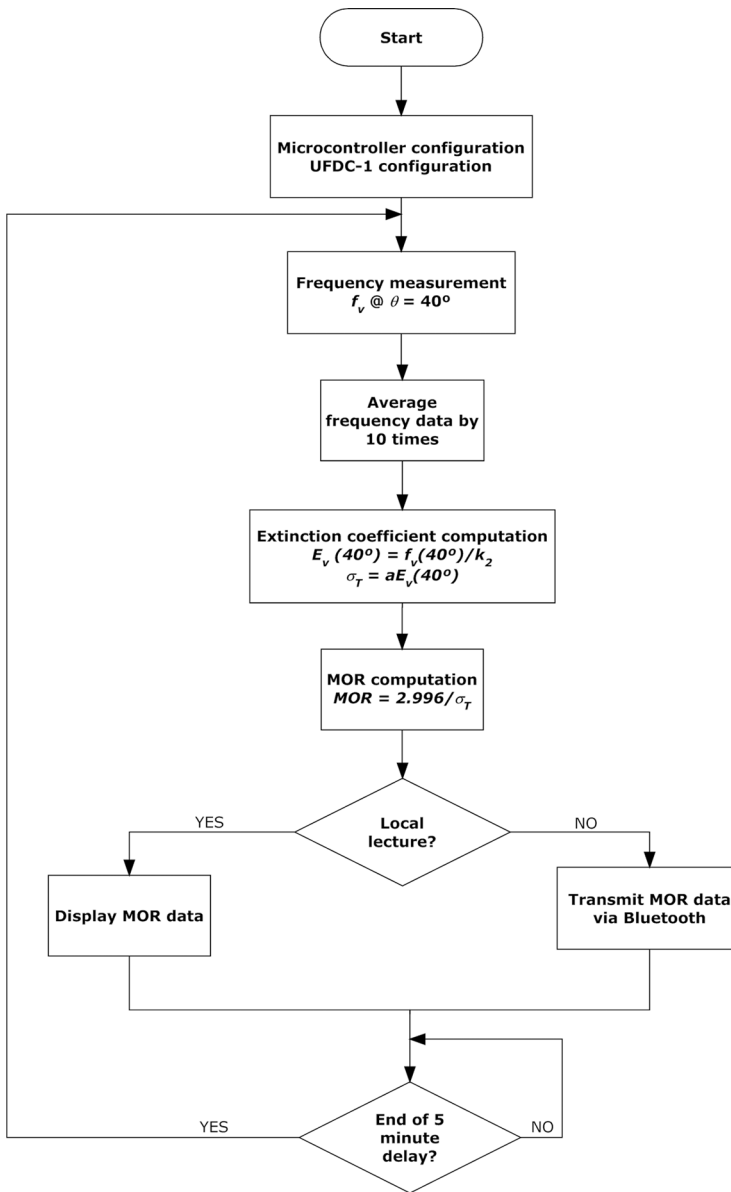 Start
Microcontroller configuration
UFDC-1 configuration
Frequency measurement
f_v @ θ = 40º
Average
frequency data by
10 times
Extinction coefficient computation
E_v (40º) = f_v(40º)/k_2
σ_T = aE_v(40º)
MOR computation
MOR = 2.996/σ_T
Local
lecture?
YES
NO
Display MOR data
Transmit MOR data
via Bluetooth
End of 5
minute
delay?
YES
NO